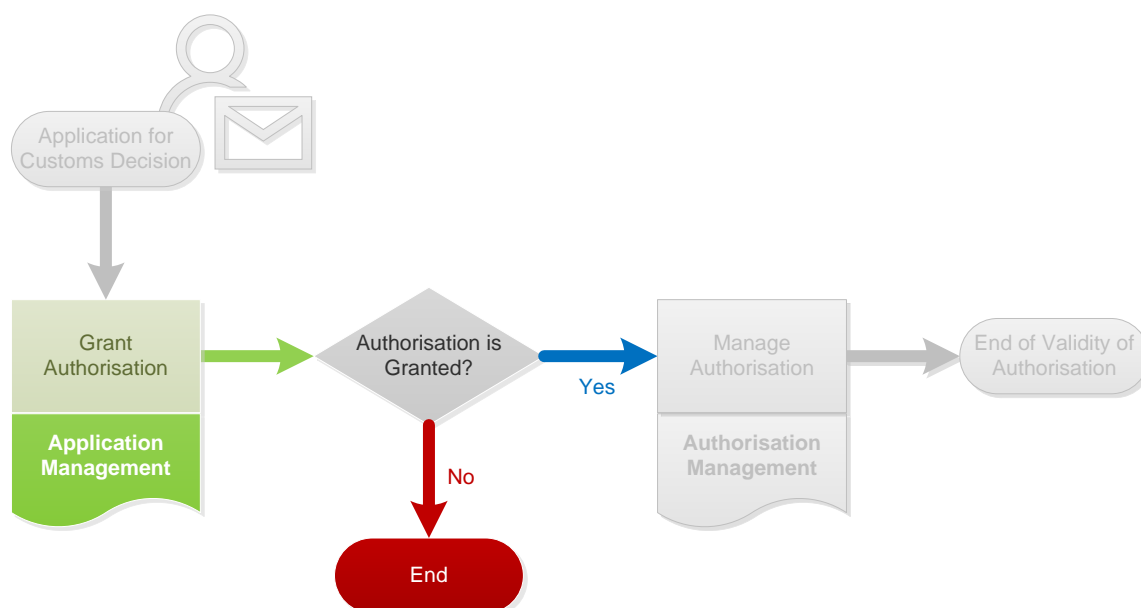 Application for
Customs Decision
Grant
Authorisation
Application
Management
Authorisation is
Granted?
Yes
No
End
Manage
Authorisation
Authorisation
Management
End of Validity of
Authorisation